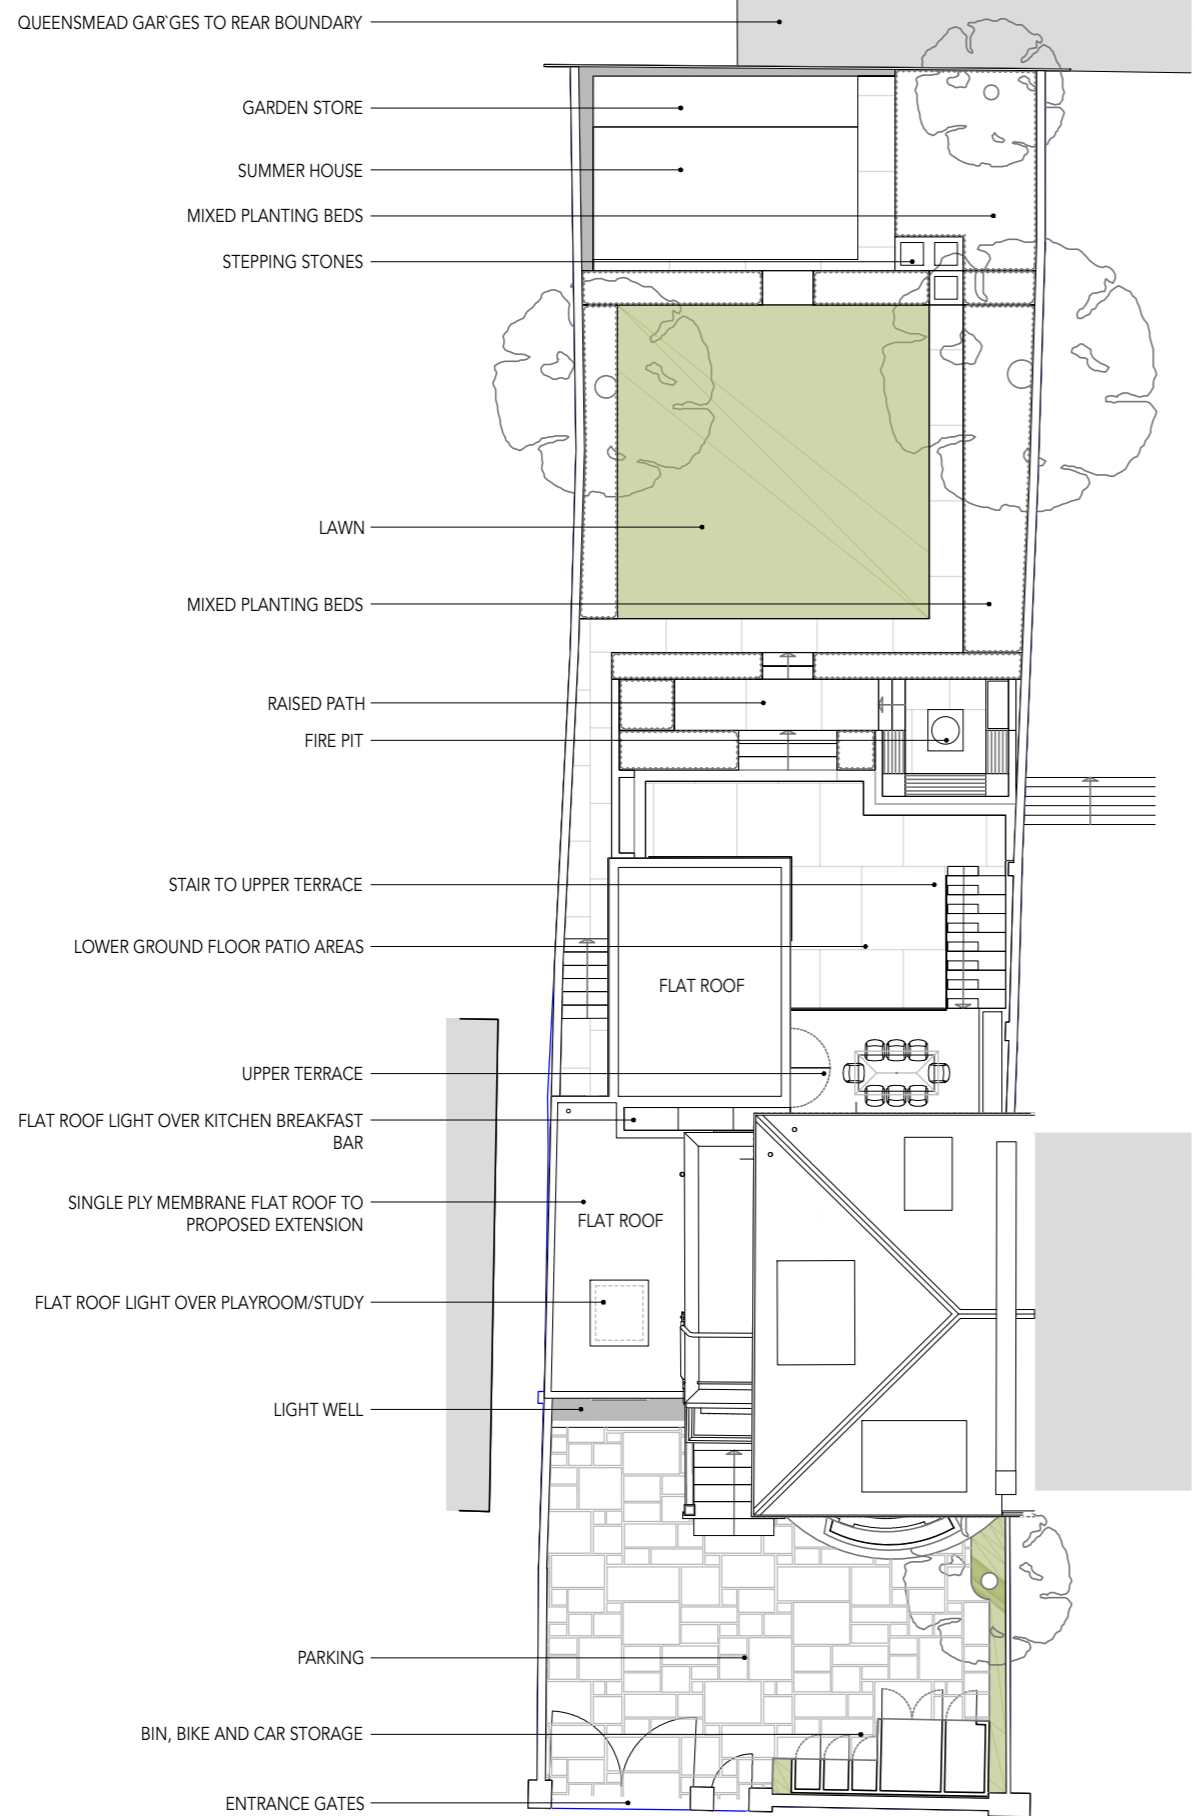 QUEENSMEAD GAR`GES TO REAR BOUNDARY
GARDEN STORE
SUMMER HOUSE
MIXED PLANTING BEDS
STEPPING STONES
LAWN
MIXED PLANTING BEDS
RAISED PATH
FIRE PIT
STAIR TO UPPER TERRACE
LOWER GROUND FLOOR PATIO AREAS
FLAT ROOF
UPPER TERRACE
FLAT ROOF LIGHT OVER KITCHEN BREAKFAST
BAR
SINGLE PLY MEMBRANE FLAT ROOF TO
PROPOSED EXTENSION
FLAT ROOF
FLAT ROOF LIGHT OVER PLAYROOM/STUDY
LIGHT WELL
PARKING
BIN, BIKE AND CAR STORAGE
ENTRANCE GATES